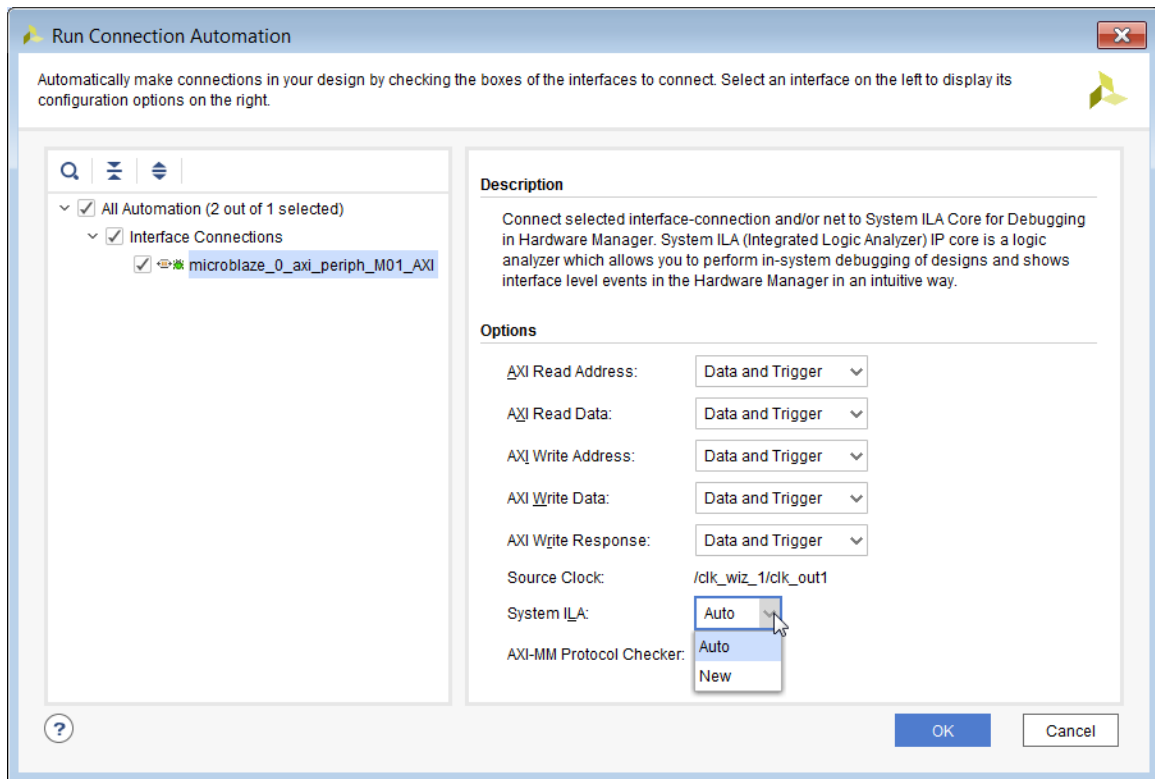 Run Connection Automation
Automatically make connections in your design by checking the boxes of the interfaces to connect. Select an interface on the left to display its
configuration options on the right.
All Automation (2 out of 1 selected)
Interface Connections
microblaze_0_axi_periph_M01_AXI
Description
Connect selected interface-connection and/or net to System ILA Core for Debugging
in Hardware Manager. System ILA (Integrated Logic Analyzer) IP core is a logic
analyzer which allows you to perform in-system debugging of designs and shows
interface level events in the Hardware Manager in an intuitive way.
Options
AXI Read Address: Data and Trigger
AXI Read Data: Data and Trigger
AXI Write Address: Data and Trigger
AXI Write Data: Data and Trigger
AXI Write Response: Data and Trigger
Source Clock: /clk_wiz_1/clk_out1
System ILA: Auto
Auto
AXI-MM Protocol Checker:
New
?
OK Cancel